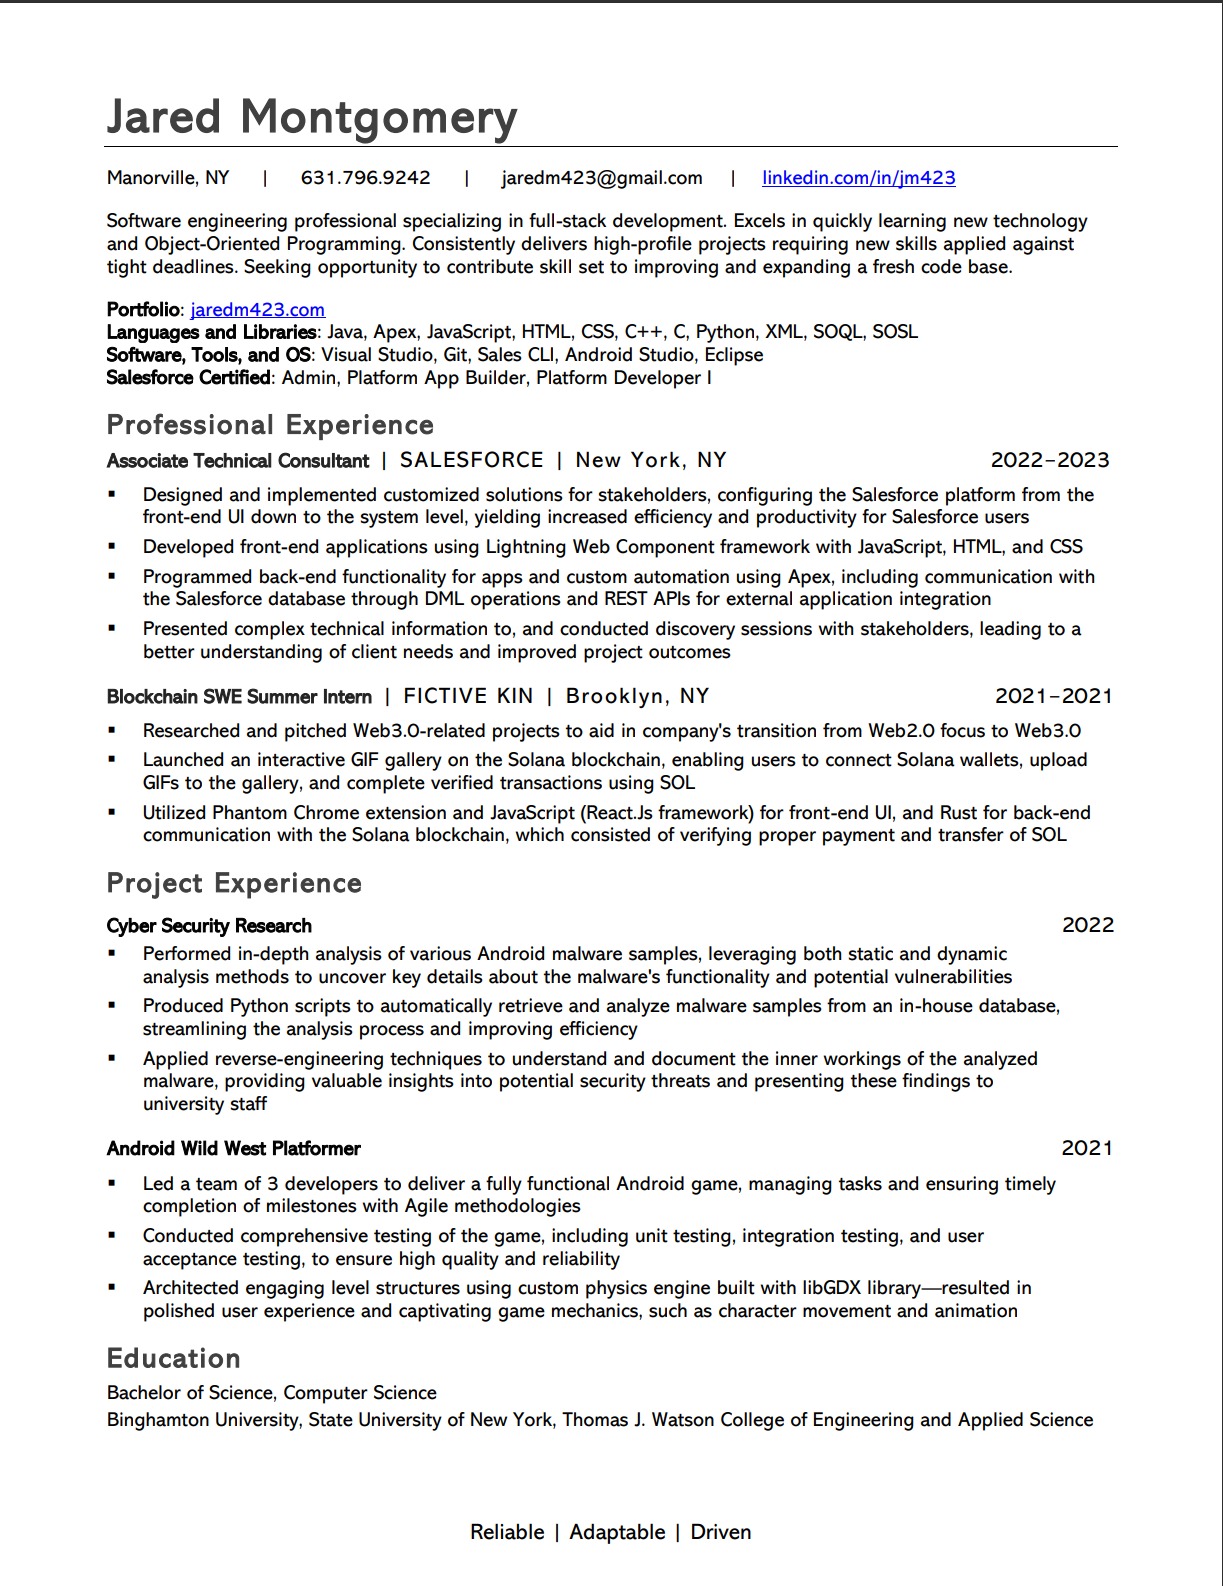 Jared Montgomery
Manorville, NY | 631.796.9242 | jaredm423@gmail.com | linkedin.com/in/jm423
Software engineering professional specializing in full-stack development. Excels in quickly learning new technology
and Object-Oriented Programming. Consistently delivers high-profile projects requiring new skills applied against
tight deadlines. Seeking opportunity to contribute skill set to improving and expanding a fresh code base.
Portfolio: jaredm423.com
Languages and Libraries: Java, Apex, JavaScript, HTML, CSS, C++, C, Python, XML, SOQL, SOSL
Software, Tools, and OS: Visual Studio, Git, Sales CLI, Android Studio, Eclipse
Salesforce Certified: Admin, Platform App Builder, Platform Developer I
Professional Experience
Associate Technical Consultant | SALESFORCE | New York, NY 2022–2023
▪ Designed and implemented customized solutions for stakeholders, configuring the Salesforce platform from the
front-end UI down to the system level, yielding increased efficiency and productivity for Salesforce users
▪ Developed front-end applications using Lightning Web Component framework with JavaScript, HTML, and CSS
▪ Programmed back-end functionality for apps and custom automation using Apex, including communication with
the Salesforce database through DML operations and REST APIs for external application integration
▪ Presented complex technical information to, and conducted discovery sessions with stakeholders, leading to a
better understanding of client needs and improved project outcomes
Blockchain SWE Summer Intern | FICTIVE KIN | Brooklyn, NY 2021–2021
▪ Researched and pitched Web3.0-related projects to aid in company's transition from Web2.0 focus to Web3.0
▪ Launched an interactive GIF gallery on the Solana blockchain, enabling users to connect Solana wallets, upload
GIFs to the gallery, and complete verified transactions using SOL
▪ Utilized Phantom Chrome extension and JavaScript (React.Js framework) for front-end UI, and Rust for back-end
communication with the Solana blockchain, which consisted of verifying proper payment and transfer of SOL
Project Experience
Cyber Security Research 2022
▪ Performed in-depth analysis of various Android malware samples, leveraging both static and dynamic
analysis methods to uncover key details about the malware's functionality and potential vulnerabilities
▪ Produced Python scripts to automatically retrieve and analyze malware samples from an in-house database,
streamlining the analysis process and improving efficiency
▪ Applied reverse-engineering techniques to understand and document the inner workings of the analyzed
malware, providing valuable insights into potential security threats and presenting these findings to
university staff
Android Wild West Platformer 2021
▪ Led a team of 3 developers to deliver a fully functional Android game, managing tasks and ensuring timely
completion of milestones with Agile methodologies
▪ Conducted comprehensive testing of the game, including unit testing, integration testing, and user
acceptance testing, to ensure high quality and reliability
▪ Architected engaging level structures using custom physics engine built with libGDX library—resulted in
polished user experience and captivating game mechanics, such as character movement and animation
Education
Bachelor of Science, Computer Science
Binghamton University, State University of New York, Thomas J. Watson College of Engineering and Applied Science
Reliable | Adaptable | Driven